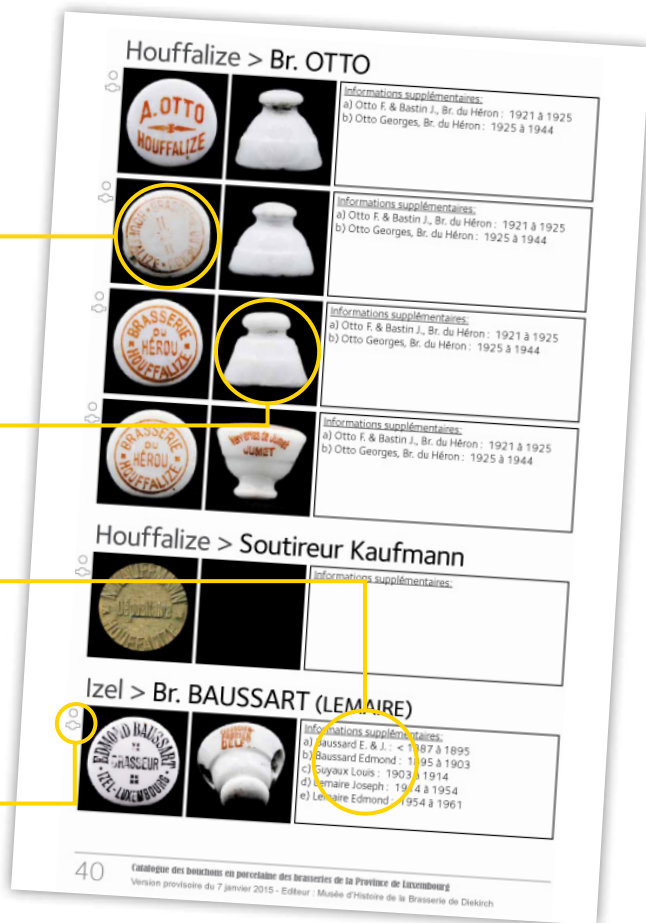 Houffalize > Br. OTTO
A. OTTO
HOUFFALIZE
Informations supplémentaires:
a) Otto F. & Bastin J., Br. du Héron : 1921 à 1925
b) Otto Georges, Br. du Héron : 1925 à 1944
Informations supplémentaires:
a) Otto F. & Bastin J., Br. du Héron : 1921 à 1925
b) Otto Georges, Br. du Héron : 1925 à 1944
BRASSERIE
DU
HÉROU
HOUFFALIZE
Informations supplémentaires:
a) Otto F. & Bastin J., Br. du Héron : 1921 à 1925
b) Otto Georges, Br. du Héron : 1925 à 1944
BRASSERIE
DU
HÉROU
HOUFFALIZE
JUMET
Informations supplémentaires:
a) Otto F. & Bastin J., Br. du Héron : 1921 à 1925
b) Otto Georges, Br. du Héron : 1925 à 1944
Houffalize > Soutireur Kaufmann
Dépositaire
HOUFFALIZE
Informations supplémentaires:
Izel > Br. BAUSSART (LEMAIRE)
EDMOND BAUSSART
BRASSEUR
IZEL-LUXEMBOURG
Informations supplémentaires:
a) Baussard E. & J. : < 1887 à 1895
b) Baussard Edmond : 1895 à 1903
c) Guyaux Louis : 1903 à 1914
d) Lemaire Joseph : 1914 à 1954
e) Lemaire Edmond : 1954 à 1961
40
Catalogue des bouchons en porcelaine des brasseries de la Province de Luxembourg
Version provisoire du 7 janvier 2015 - Editeur : Musée d'Histoire de la Brasserie de Diekirch